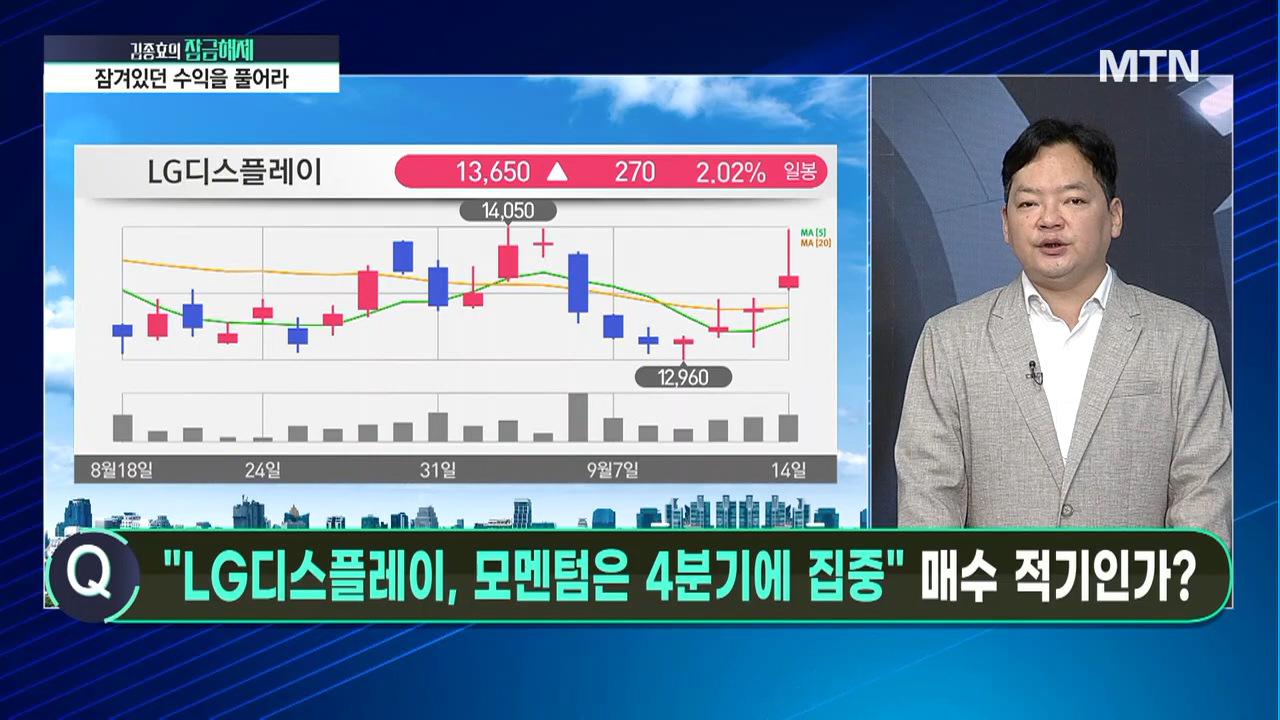 김종효의 잠금해제
잠겨있던 수익을 풀어라
MTN
LG디스플레이
13,650 ▲ 270 2.02% 일봉
14,050
MA [5]
MA [20]
12,960
8월18일 24일 31일 9월7일 14일
Q "LG디스플레이, 모멘텀은 4분기에 집중" 매수 적기인가?